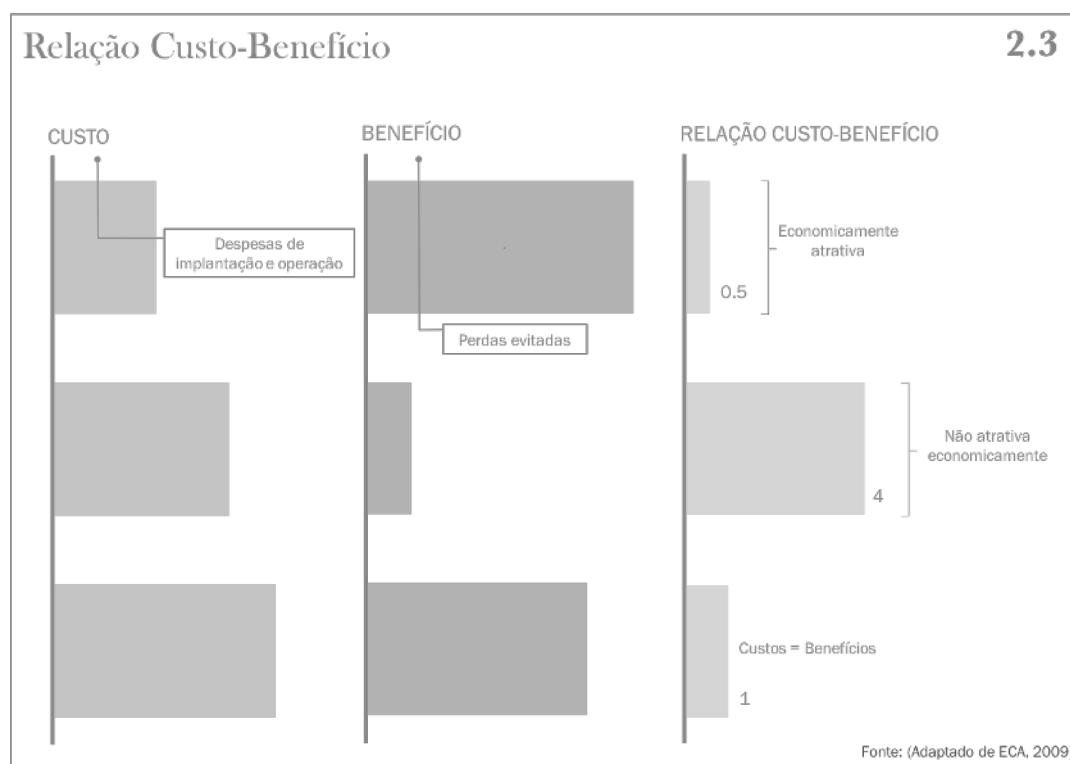 Relação Custo-Benefício
2.3
CUSTO
BENEFÍCIO
RELAÇÃO CUSTO-BENEFÍCIO
Despesas de
implantação e operação
Perdas evitadas
Economicamente
atrativa
0.5
Não atrativa
economicamente
4
Custos = Benefícios
1
Fonte: (Adaptado de ECA, 2009)